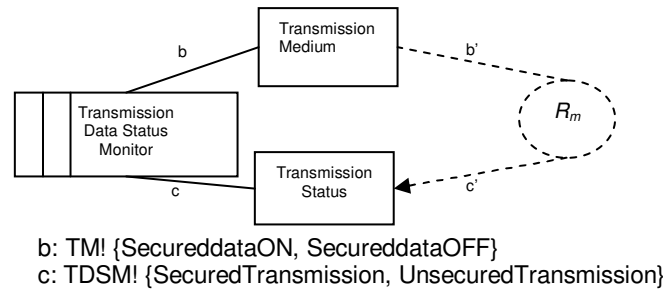 Transmission
Medium
b
b'
Transmission
Data Status
Monitor
Rm
Transmission
Status
c
c'
b: TM! {SecureddataON, SecureddataOFF}
c: TDSM! {SecuredTransmission, UnsecuredTransmission}